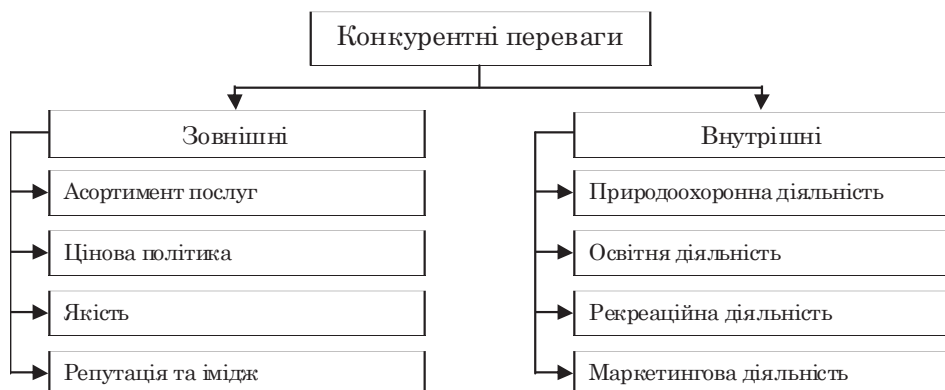 Конкурентні переваги
Зовнішні
Асортимент послуг
Цінова політика
Якість
Репутація та імідж
Внутрішні
Природоохоронна діяльність
Освітня діяльність
Рекреаційна діяльність
Маркетингова діяльність